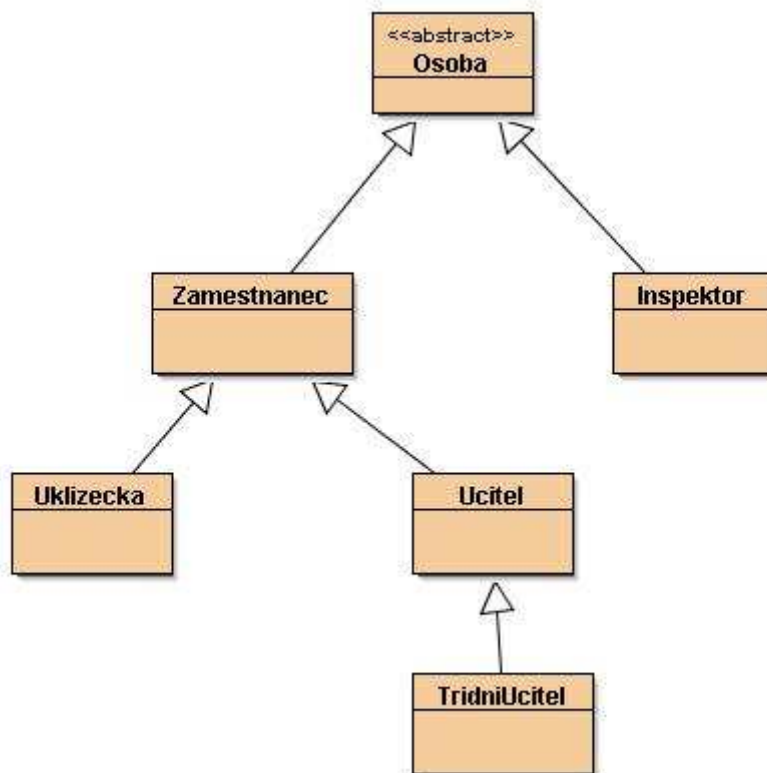 <<abstract>>
Osoba
Zamestnanec
Inspektor
Uklizecka
Ucitel
TridniUcitel